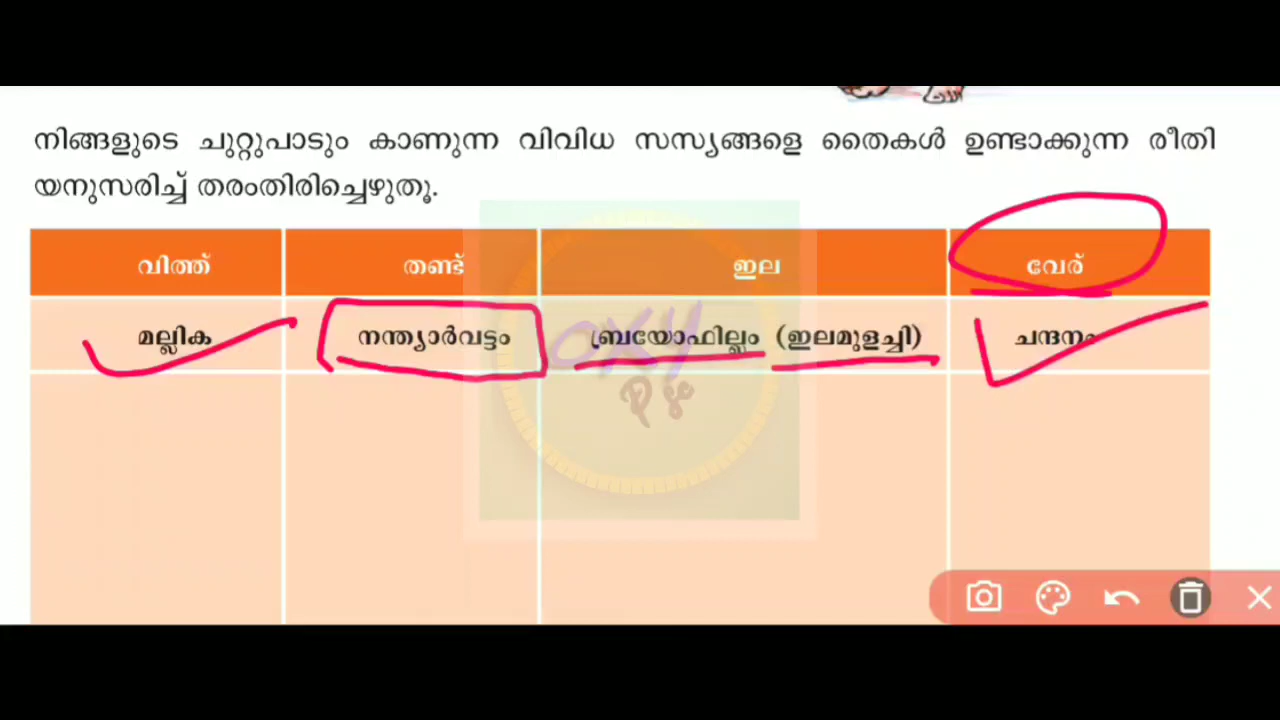 നിങ്ങളുടെ ചുറ്റുപാടും കാണുന്ന വിവിധ സസ്യങ്ങളെ തൈകൾ ഉണ്ടാക്കുന്ന രീതി
യനുസരിച്ച് തരംതിരിച്ചെഴുതൂ.
വിത്ത് തണ്ട് ഇല വേര്
മല്ലിക നന്ത്യാർവട്ടം ബ്രയോഫില്ലം (ഇലമുളച്ചി) ചന്ദനം
OKY